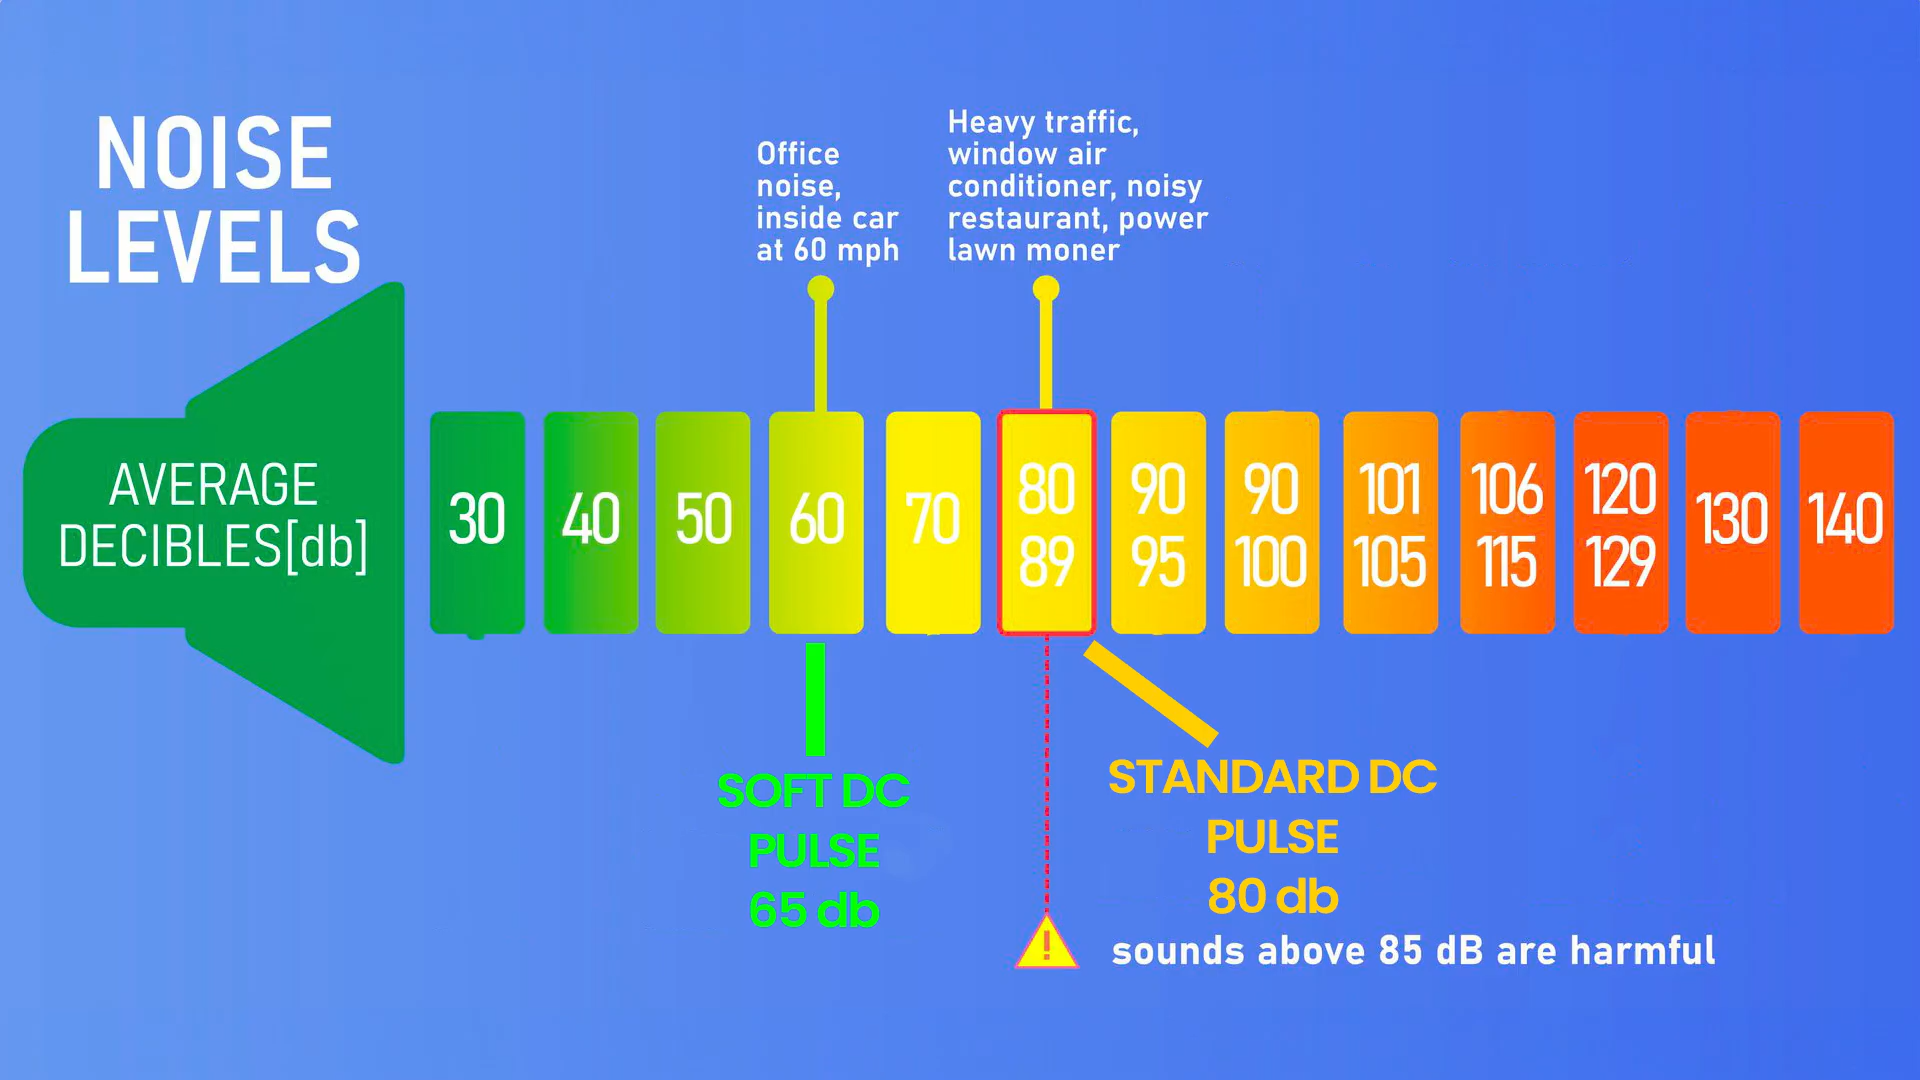 NOISE
LEVELS
Office
noise,
inside car
at 60 mph
Heavy traffic,
window air
conditioner, noisy
restaurant, power
lawn moner
AVERAGE
DECIBLES[db]
30
40
50
60
70
80
89
90
95
90
100
101
105
106
115
120
129
130
140
SOFT DC
PULSE
65 db
STANDARD DC
PULSE
80 db
!
sounds above 85 dB are harmful